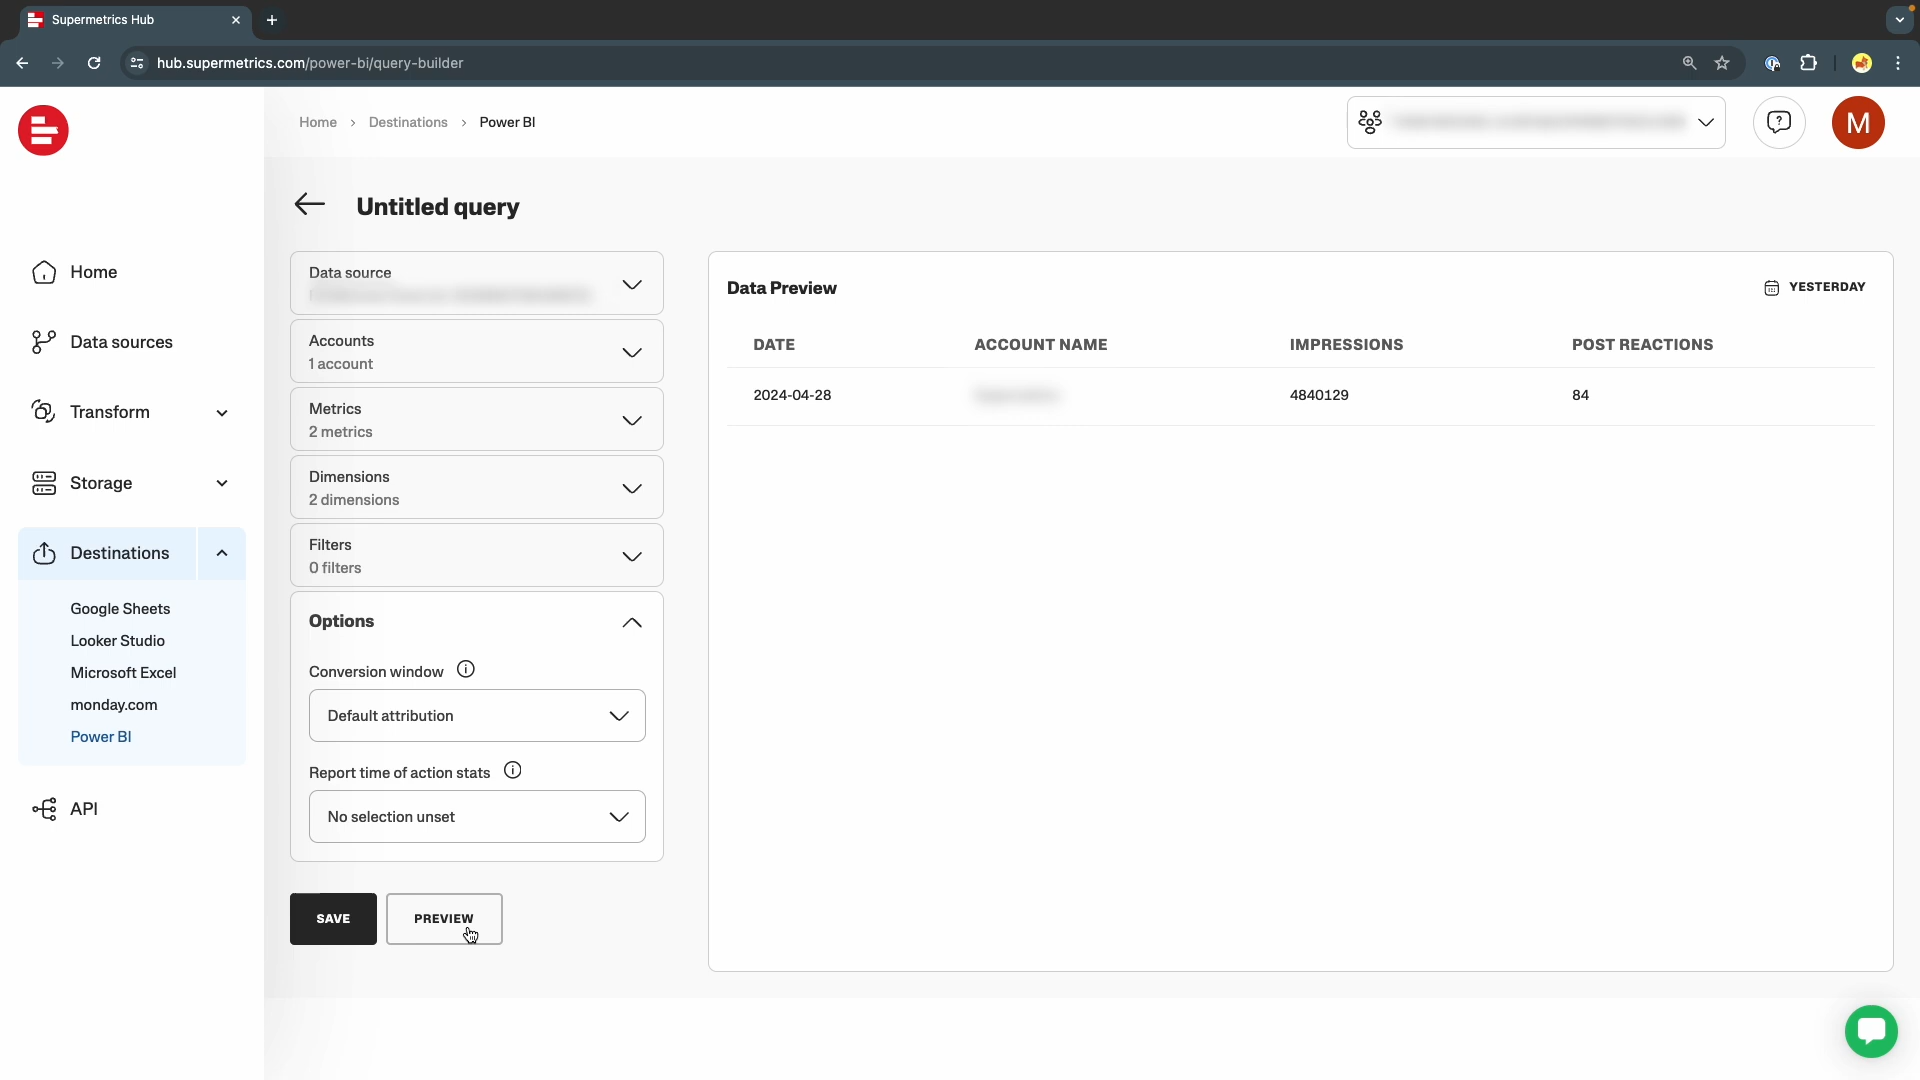 Supermetrics Hub
hub.supermetrics.com/power-bi/query-builder
Home > Destinations > Power BI
M
Untitled query
Home
Data sources
Transform
Storage
Destinations
Google Sheets
Looker Studio
Microsoft Excel
monday.com
Power BI
API
Data source
Accounts
1 account
Metrics
2 metrics
Dimensions
2 dimensions
Filters
0 filters
Options
Conversion window
Default attribution
Report time of action stats
No selection unset
SAVE PREVIEW
Data Preview YESTERDAY
DATE ACCOUNT NAME IMPRESSIONS POST REACTIONS
2024-04-28 4840129 84